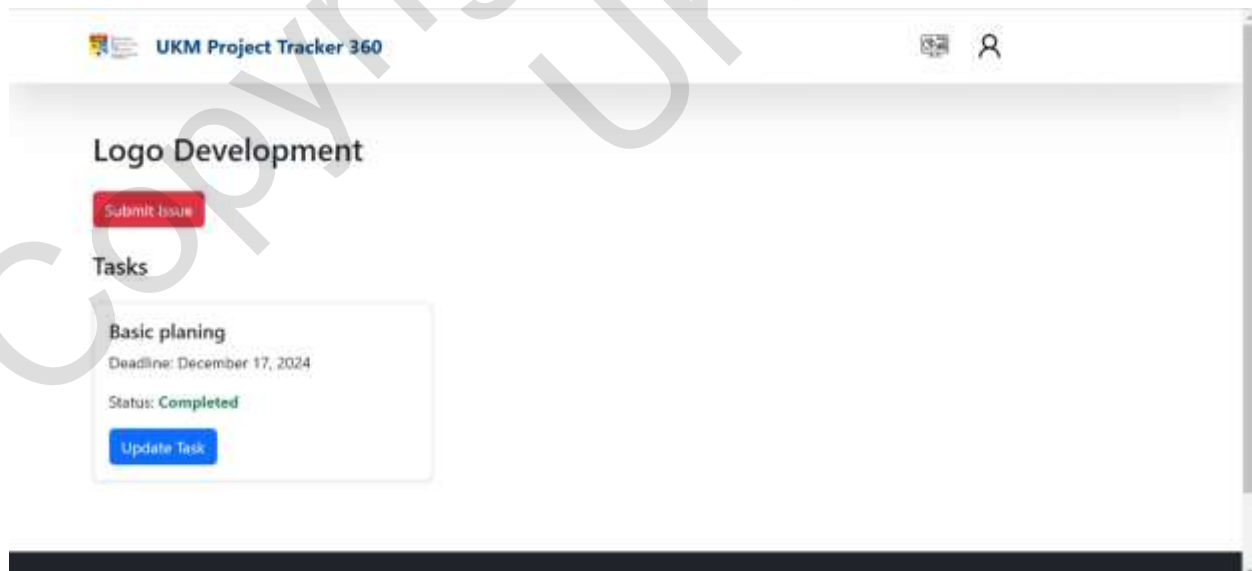 UKM Project Tracker 360
Logo Development
Submit Issue
Tasks
Basic planing
Deadline: December 17, 2024
Status: Completed
Update Task